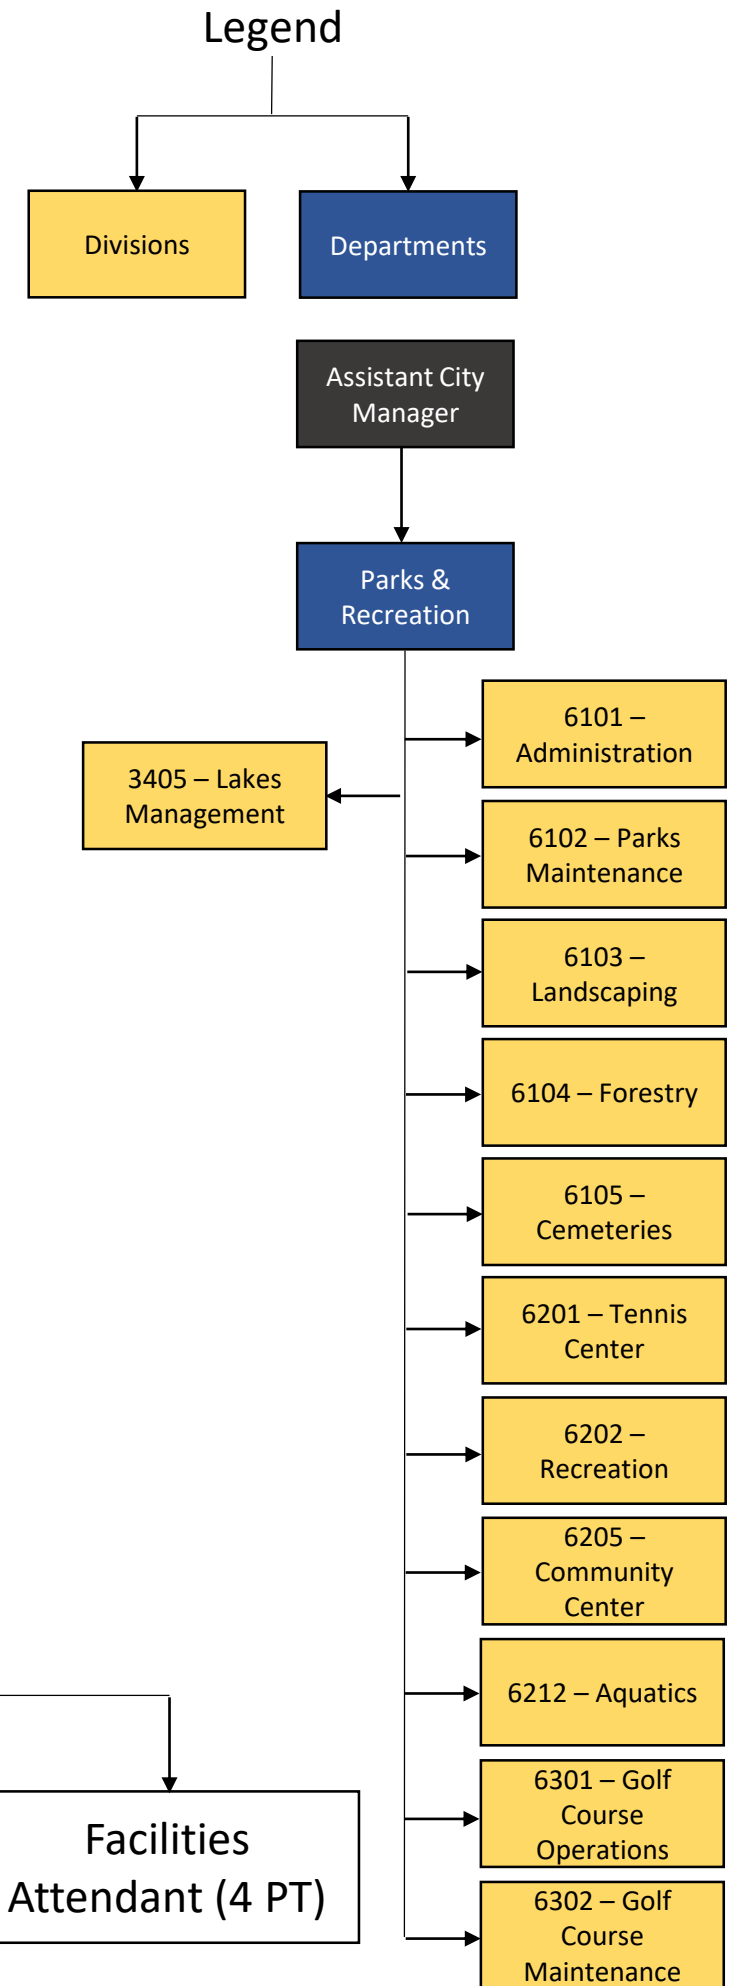 Legend
Divisions
Departments
Assistant City
Manager
Parks &
Recreation
3405 – Lakes
Management
6101 –
Administration
6102 – Parks
Maintenance
6103 –
Landscaping
6104 – Forestry
6105 –
Cemeteries
6201 – Tennis
Center
6202 –
Recreation
6205 –
Community
Center
6212 – Aquatics
6301 – Golf
Course
Operations
6302 – Golf
Course
Maintenance
Facilities
Attendant (4 PT)